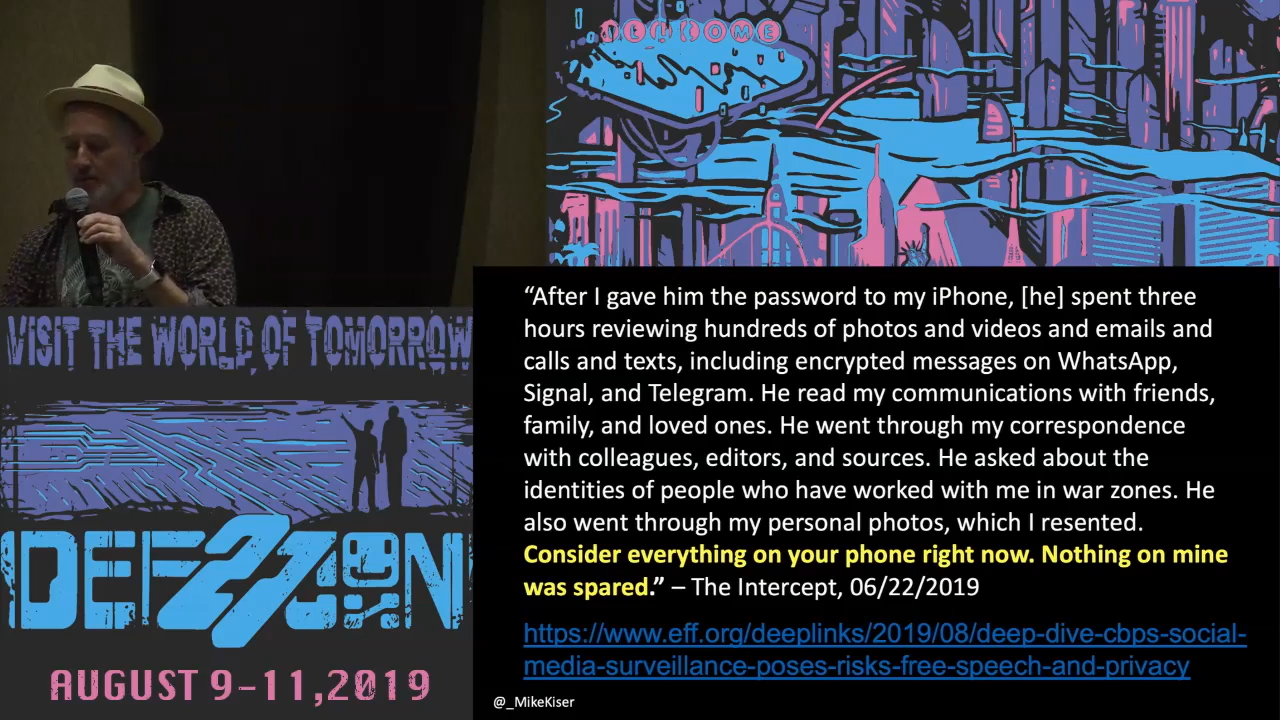 WELCOME
VISIT THE WORLD OF TOMORROW
DEF 27 CON
AUGUST 9-11,2019
“After I gave him the password to my iPhone, [he] spent three
hours reviewing hundreds of photos and videos and emails and
calls and texts, including encrypted messages on WhatsApp,
Signal, and Telegram. He read my communications with friends,
family, and loved ones. He went through my correspondence
with colleagues, editors, and sources. He asked about the
identities of people who have worked with me in war zones. He
also went through my personal photos, which I resented.
Consider everything on your phone right now. Nothing on mine
was spared.” – The Intercept, 06/22/2019
https://www.eff.org/deeplinks/2019/08/deep-dive-cbps-social-
media-surveillance-poses-risks-free-speech-and-privacy
@_MikeKiser